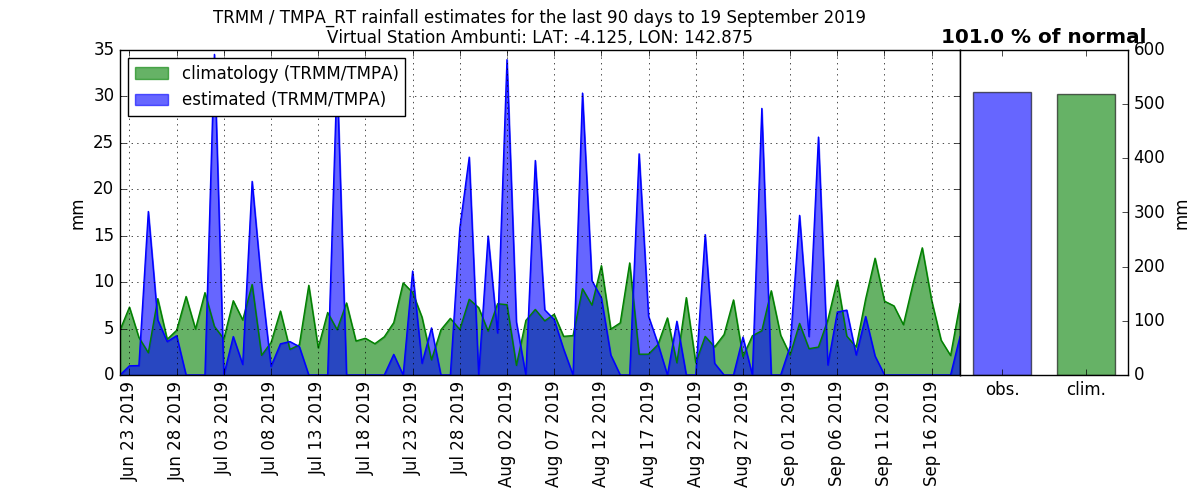 TRMM / TMPA_RT rainfall estimates for the last 90 days to 19 September 2019
Virtual Station Ambunti: LAT: -4.125, LON: 142.875
101.0 % of normal
climatology (TRMM/TMPA)
estimated (TRMM/TMPA)
mm
35
30
25
20
15
10
5
0
Jun 23 2019
Jun 28 2019
Jul 03 2019
Jul 08 2019
Jul 13 2019
Jul 18 2019
Jul 23 2019
Jul 28 2019
Aug 02 2019
Aug 07 2019
Aug 12 2019
Aug 17 2019
Aug 22 2019
Aug 27 2019
Sep 01 2019
Sep 06 2019
Sep 11 2019
Sep 16 2019
obs.
clim.
600
500
400
300
200
100
0
mm